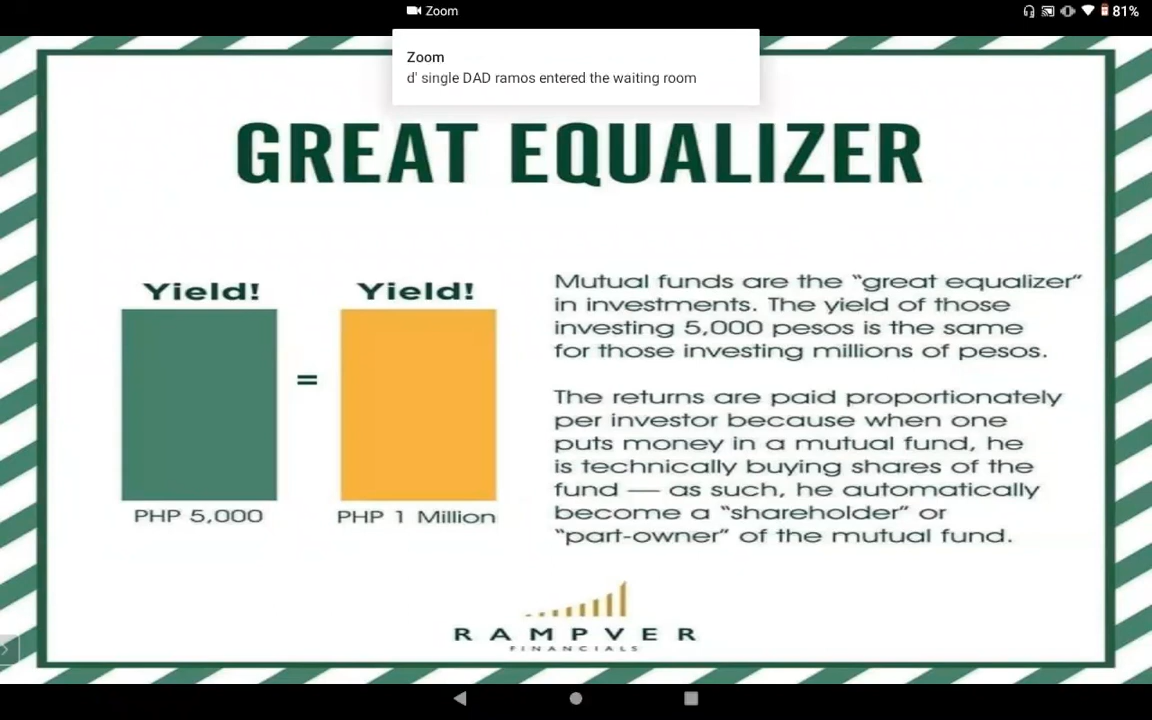 Zoom
81%
Zoom
d' single DAD ramos entered the waiting room
GREAT EQUALIZER
Yield!
Yield!
=
PHP 5,000
PHP 1 Million
Mutual funds are the “great equalizer”
in investments. The yield of those
investing 5,000 pesos is the same
for those investing millions of pesos.
The returns are paid proportionately
per investor because when one
puts money in a mutual fund, he
is technically buying shares of the
fund — as such, he automatically
become a “shareholder” or
“part-owner” of the mutual fund.
RAMPVER
FINANCIALS